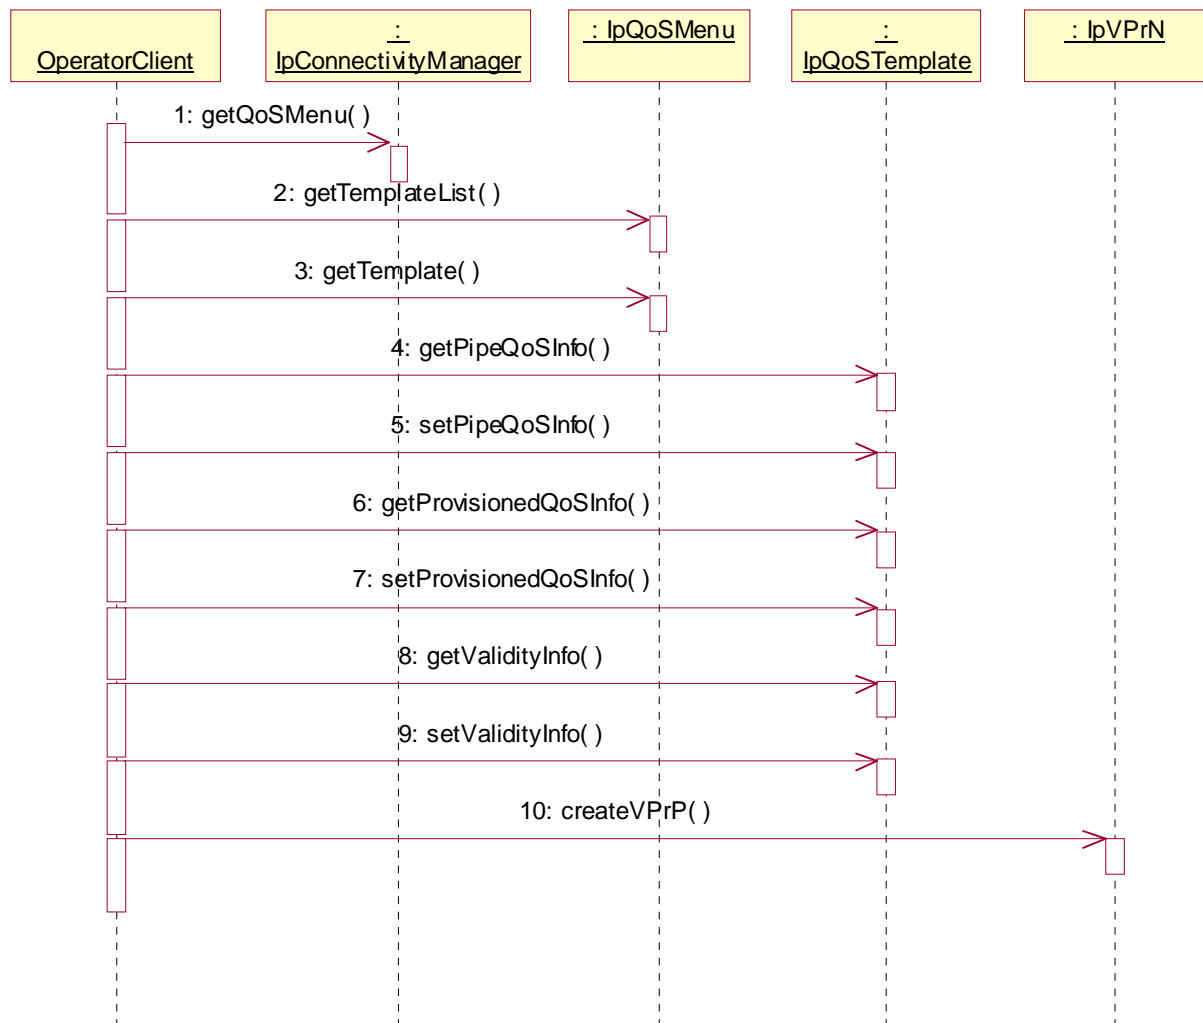 OperatorClient
:
IpConnectivityManager
: IpQoSMenu
:
IpQoSTemplate
: IpVPrN
1: getQoSMenu( )
2: getTemplateList( )
3: getTemplate( )
4: getPipeQoSInfo( )
5: setPipeQoSInfo( )
6: getProvisionedQoSInfo( )
7: setProvisionedQoSInfo( )
8: getValidityInfo( )
9: setValidityInfo( )
10: createVPrP( )